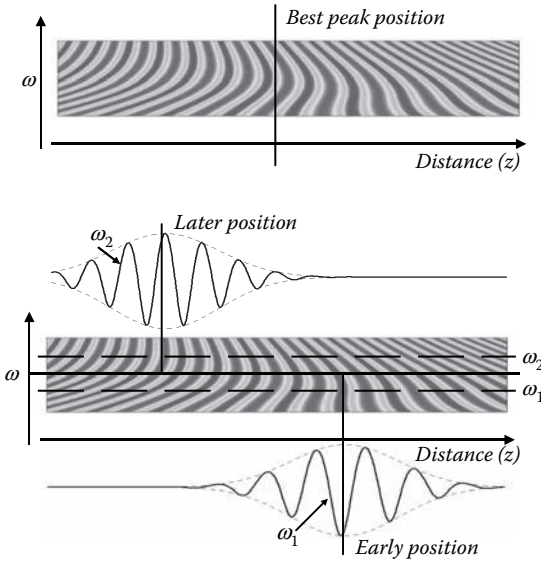 Best peak position
ω
Distance (z)
Later position
ω₂
ω
ω₂
ω₁
Distance (z)
ω₁
Early position